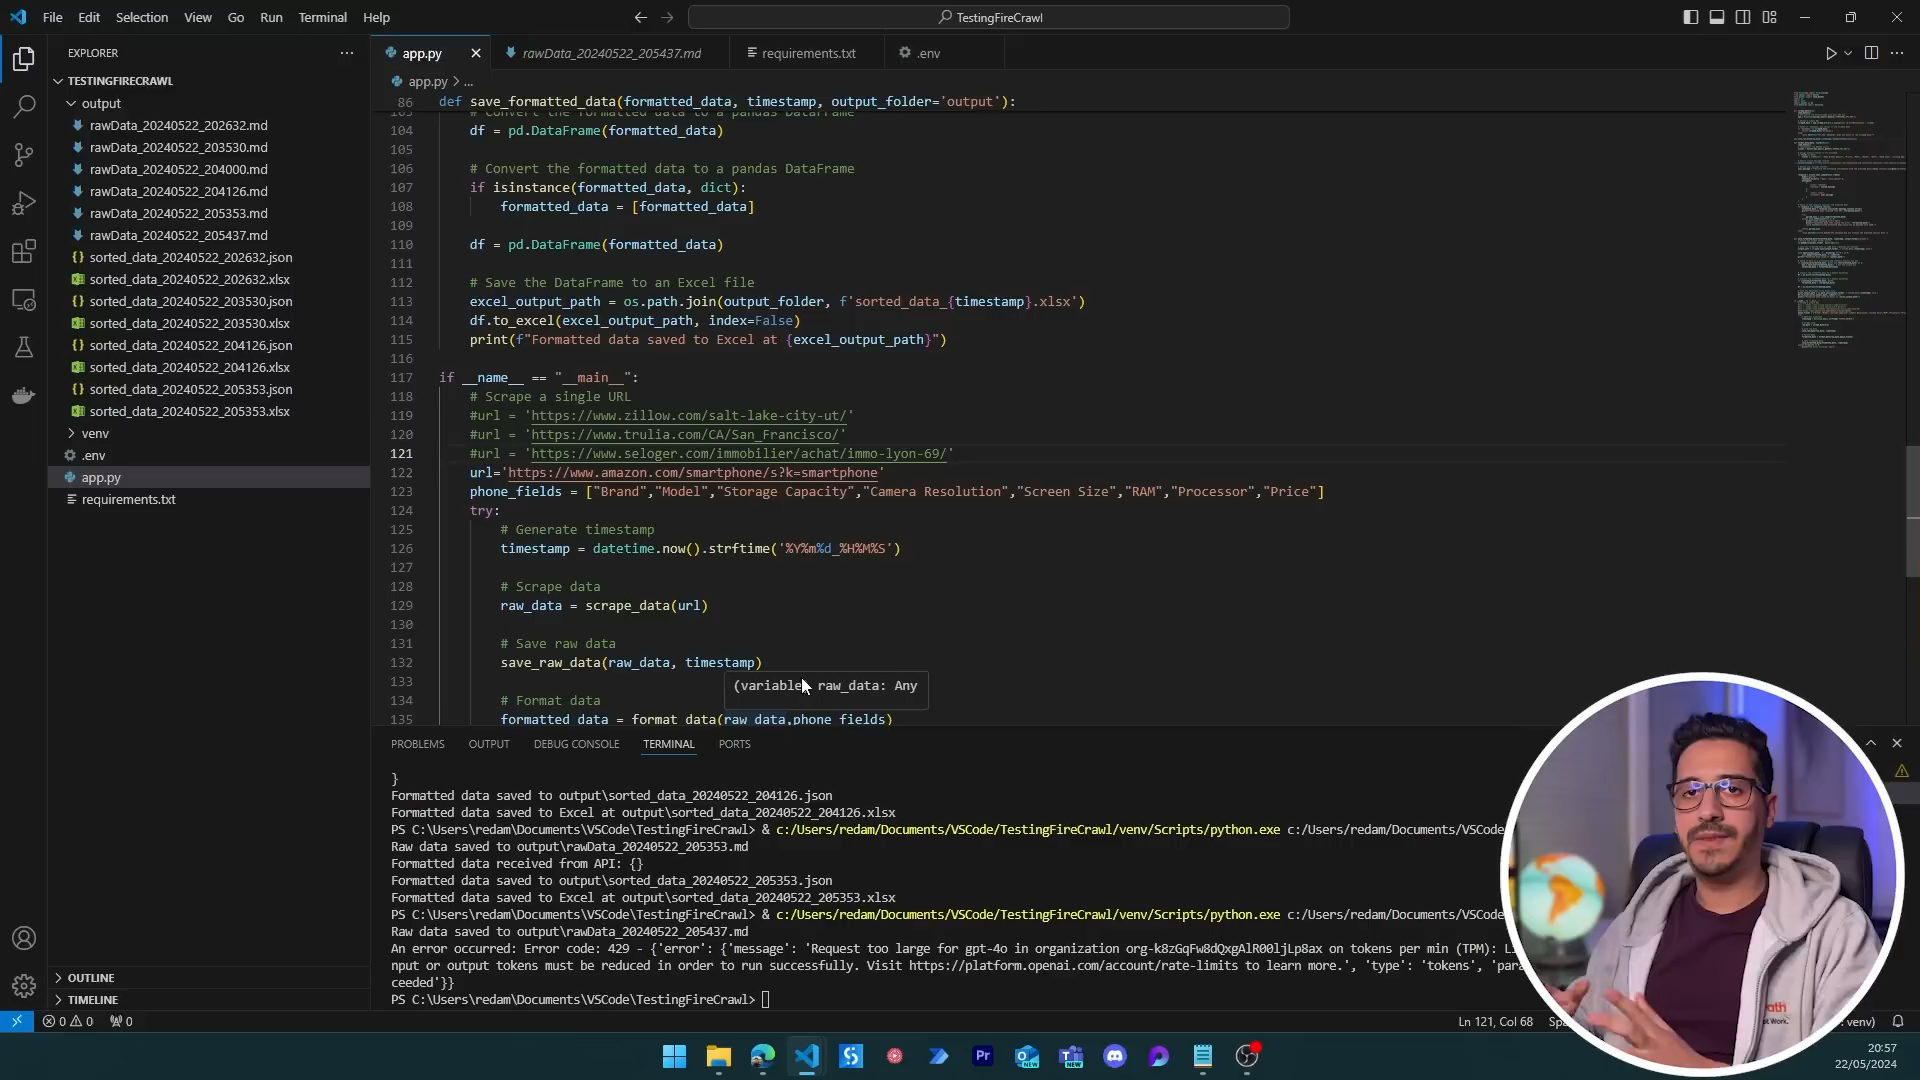 File Edit Selection View Go Run Terminal Help
TestingFireCrawl
EXPLORER
TESTINGFIRECRAWL
output
rawData_20240522_202632.md
rawData_20240522_203530.md
rawData_20240522_204000.md
rawData_20240522_204126.md
rawData_20240522_205353.md
rawData_20240522_205437.md
sorted_data_20240522_202632.json
sorted_data_20240522_202632.xlsx
sorted_data_20240522_203530.json
sorted_data_20240522_203530.xlsx
sorted_data_20240522_204126.json
sorted_data_20240522_204126.xlsx
sorted_data_20240522_205353.json
sorted_data_20240522_205353.xlsx
venv
.env
app.py
requirements.txt
OUTLINE
TIMELINE
app.py rawData_20240522_205437.md requirements.txt .env
app.py > ...
86 def save_formatted_data(formatted_data, timestamp, output_folder='output'):
# Convert the formatted data to a pandas DataFrame
104 df = pd.DataFrame(formatted_data)
105
106 # Convert the formatted data to a pandas DataFrame
107 if isinstance(formatted_data, dict):
108 formatted_data = [formatted_data]
109
110 df = pd.DataFrame(formatted_data)
111
112 # Save the DataFrame to an Excel file
113 excel_output_path = os.path.join(output_folder, f'sorted_data_{timestamp}.xlsx')
114 df.to_excel(excel_output_path, index=False)
115 print(f"Formatted data saved to Excel at {excel_output_path}")
116
117 if __name__ == "__main__":
118 # Scrape a single URL
119 #url = 'https://www.zillow.com/salt-lake-city-ut/'
120 #url = 'https://www.trulia.com/CA/San_Francisco/'
121 #url = 'https://www.seloger.com/immobilier/achat/immo-lyon-69/'
122 url='https://www.amazon.com/smartphone/s?k=smartphone'
123 phone_fields = ["Brand","Model","Storage Capacity","Camera Resolution","Screen Size","RAM","Processor","Price"]
124 try:
125 # Generate timestamp
126 timestamp = datetime.now().strftime('%Y%m%d_%H%M%S')
127
128 # Scrape data
129 raw_data = scrape_data(url)
130
131 # Save raw data
132 save_raw_data(raw_data, timestamp)
133
(variable raw_data: Any
134 # Format data
135 formatted_data = format_data(raw_data,phone_fields)
PROBLEMS OUTPUT DEBUG CONSOLE TERMINAL PORTS
}
Formatted data saved to output\sorted_data_20240522_204126.json
Formatted data saved to Excel at output\sorted_data_20240522_204126.xlsx
PS C:\Users\redam\Documents\VSCode\TestingFireCrawl> & c:/Users/redam/Documents/VSCode/TestingFireCrawl/venv/Scripts/python.exe c:/Users/redam/Documents/VSCode
Raw data saved to output\rawData_20240522_205353.md
Formatted data received from API: {}
Formatted data saved to output\sorted_data_20240522_205353.json
Formatted data saved to Excel at output\sorted_data_20240522_205353.xlsx
PS C:\Users\redam\Documents\VSCode\TestingFireCrawl> & c:/Users/redam/Documents/VSCode/TestingFireCrawl/venv/Scripts/python.exe c:/Users/redam/Documents/VSCode
Raw data saved to output\rawData_20240522_205437.md
An error occurred: Error code: 429 - {'error': {'message': 'Request too large for gpt-4o in organization org-k8zGqFw8dQxgAlR00ljLp8ax on tokens per min (TPM): L
nput or output tokens must be reduced in order to run successfully. Visit https://platform.openai.com/account/rate-limits to learn more.', 'type': 'tokens', 'para
ceeded'}}
PS C:\Users\redam\Documents\VSCode\TestingFireCrawl>
0 0 0
Ln 121, Col 68 Spa
venv)
20:57
22/05/2024